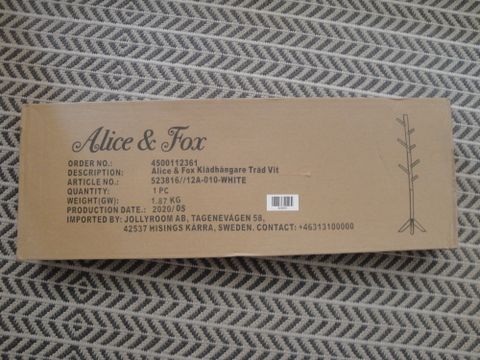 Alice & Fox
ORDER NO.: 4500112361
DESCRIPTION: Alice & Fox Klädhängare Träd Vit
ARTICLE NO.: 523816//12A-010-WHITE
QUANTITY: 1 PC
WEIGHT(GW): 1.87 KG
PRODUCTION DATE.: 2020/05
IMPORTED BY: JOLLYROOM AB, TAGENEVÄGEN 58,
42537 HISINGS KÄRRA, SWEDEN. CONTACT: +46313100000